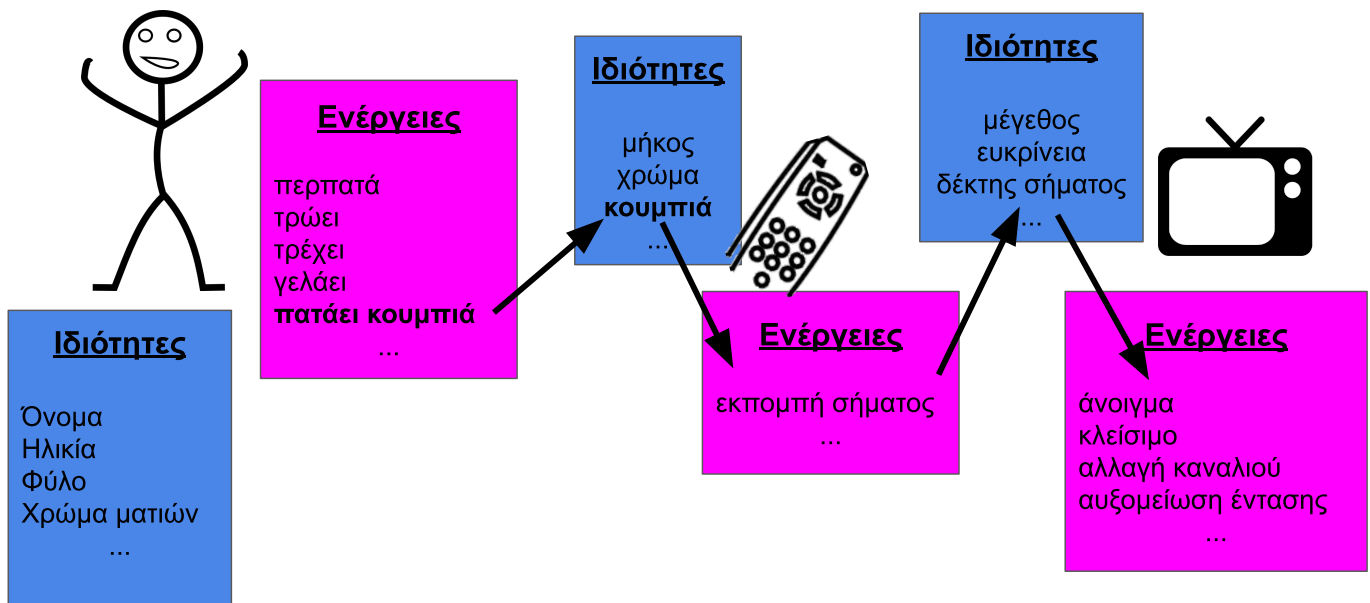 Ιδιότητες
Όνομα
Ηλικία
Φύλο
Χρώμα ματιών
...
Ενέργειες
περπατά
τρώει
τρέχει
γελάει
πατάει κουμπιά
...
Ιδιότητες
μήκος
χρώμα
κουμπιά
...
Ενέργειες
εκπομπή σήματος
...
Ιδιότητες
μέγεθος
ευκρίνεια
δέκτης σήματος
...
Ενέργειες
άνοιγμα
κλείσιμο
αλλαγή καναλιού
αυξομείωση έντασης
...